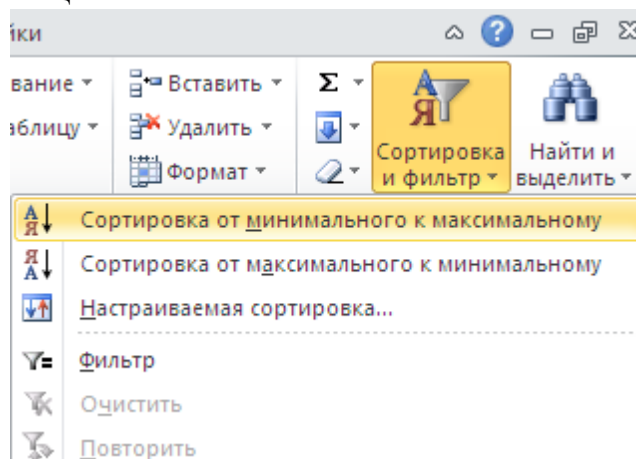 йки
вание
Вставить
Σ
аблицу
Удалить
Формат
Сортировка и фильтр
Найти и выделить
Сортировка от минимального к максимальному
Сортировка от максимального к минимальному
Настраиваемая сортировка...
Фильтр
Очистить
Повторить